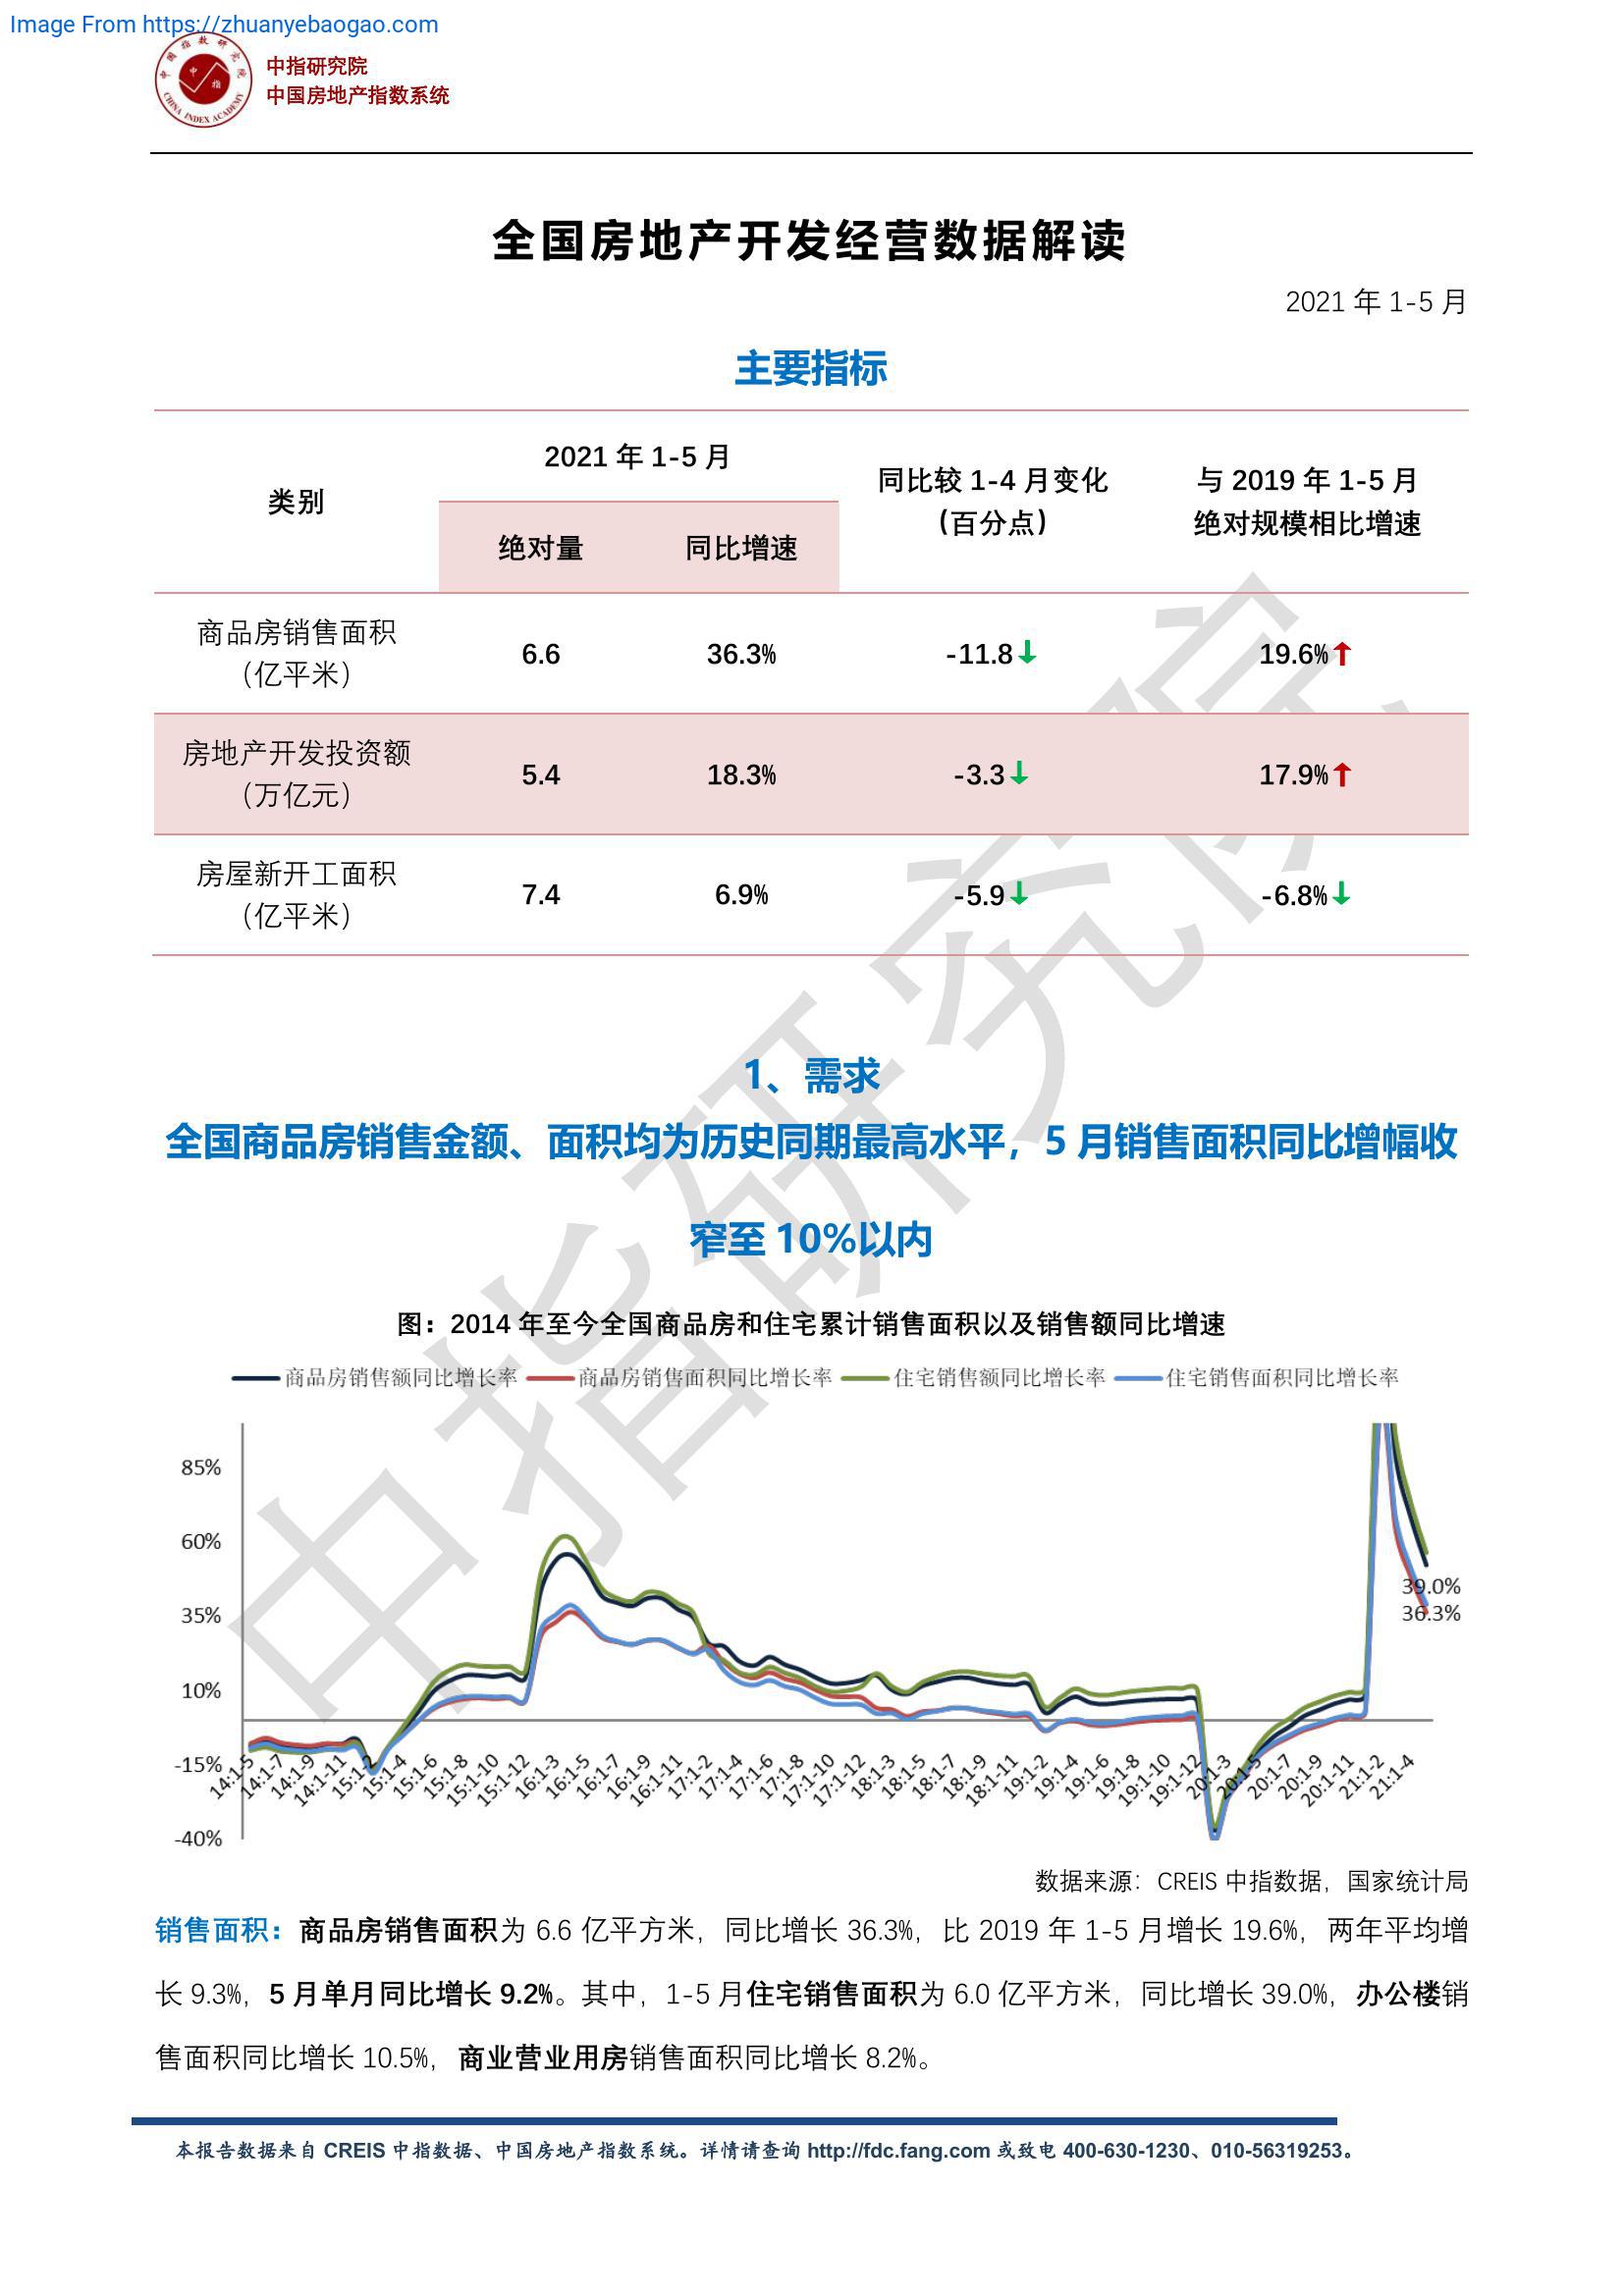 Image From https://zhuanyebaogao.com
中国指数研究院
中指
CHINA INDEX ACADEMY
中指研究院
中国房地产指数系统
全国房地产开发经营数据解读
2021 年 1-5 月
主要指标
类别
2021 年 1-5 月
绝对量 同比增速
同比较 1-4 月变化
(百分点)
与 2019 年 1-5 月
绝对规模相比增速
商品房销售面积
（亿平米）
6.6 36.3% -11.8↓ 19.6%↑
房地产开发投资额
（万亿元）
5.4 18.3% -3.3↓ 17.9%↑
房屋新开工面积
（亿平米）
7.4 6.9% -5.9↓ -6.8%↓
中指研究院
1、需求
全国商品房销售金额、面积均为历史同期最高水平，5 月销售面积同比增幅收
窄至 10%以内
图：2014 年至今全国商品房和住宅累计销售面积以及销售额同比增速
商品房销售额同比增长率 商品房销售面积同比增长率 住宅销售额同比增长率 住宅销售面积同比增长率
85%
60%
35%
10%
-15%
-40%
39.0%
36.3%
14:1-5 14:1-7 14:1-9 14:1-11 15:1-2 15:1-4 15:1-6 15:1-8 15:1-10 15:1-12 16:1-3 16:1-5 16:1-7 16:1-9 16:1-11 17:1-2 17:1-4 17:1-6 17:1-8 17:1-10 17:1-12 18:1-3 18:1-5 18:1-7 18:1-9 18:1-11 19:1-2 19:1-4 19:1-6 19:1-8 19:1-10 19:1-12 20:1-3 20:1-5 20:1-7 20:1-9 20:1-11 21:1-2 21:1-4
数据来源：CREIS 中指数据，国家统计局
销售面积：商品房销售面积为 6.6 亿平方米，同比增长 36.3%，比 2019 年 1-5 月增长 19.6%，两年平均增
长 9.3%，5 月单月同比增长 9.2%。其中，1-5 月住宅销售面积为 6.0 亿平方米，同比增长 39.0%，办公楼销
售面积同比增长 10.5%，商业营业用房销售面积同比增长 8.2%。
本报告数据来自 CREIS 中指数据、中国房地产指数系统。详情请查询 http://fdc.fang.com 或致电 400-630-1230、010-56319253。